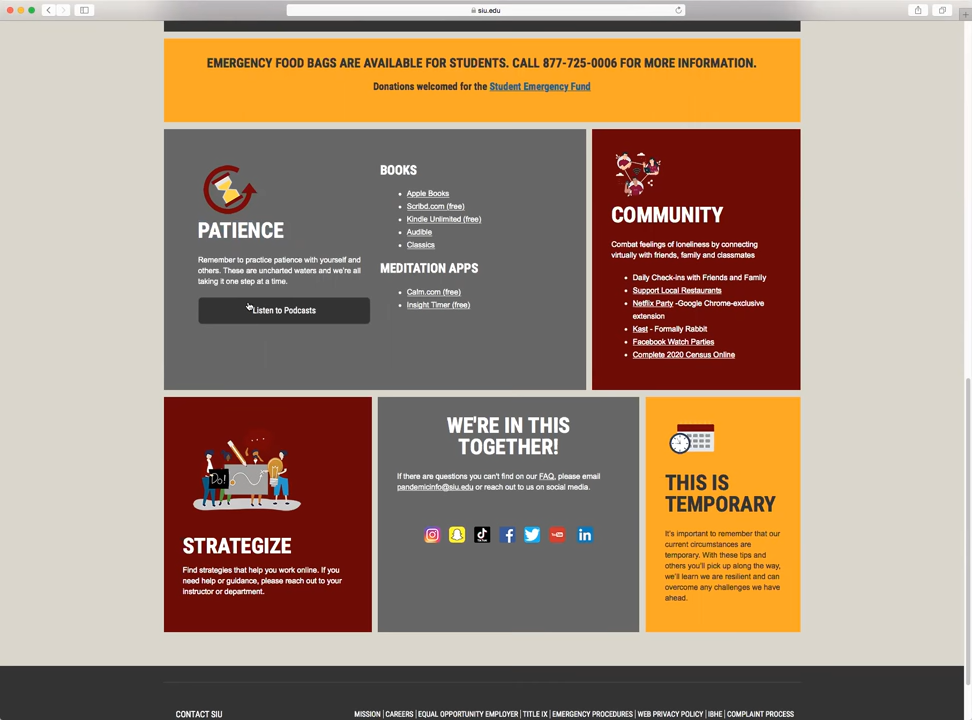 siu.edu
EMERGENCY FOOD BAGS ARE AVAILABLE FOR STUDENTS. CALL 877-725-0006 FOR MORE INFORMATION.
Donations welcomed for the Student Emergency Fund
PATIENCE
Remember to practice patience with yourself and
others. These are uncharted waters and we're all
taking it one step at a time.
Listen to Podcasts
BOOKS
Apple Books
Scribd.com (free)
Kindle Unlimited (free)
Audible
Classics
MEDITATION APPS
Calm.com (free)
Insight Timer (free)
COMMUNITY
Combat feelings of loneliness by connecting
virtually with friends, family and classmates
Daily Check-ins with Friends and Family
Support Local Restaurants
Netflix Party -Google Chrome-exclusive
extension
Kast - Formally Rabbit
Facebook Watch Parties
Complete 2020 Census Online
Do!
STRATEGIZE
Find strategies that help you work online. If you
need help or guidance, please reach out to your
instructor or department.
WE'RE IN THIS
TOGETHER!
If there are questions you can't find on our FAQ, please email
pandemicinfo@siu.edu or reach out to us on social media.
THIS IS
TEMPORARY
It's important to remember that our
current circumstances are
temporary. With these tips and
others you'll pick up along the way,
we'll learn we are resilient and can
overcome any challenges we have
ahead.
CONTACT SIU
MISSION | CAREERS | EQUAL OPPORTUNITY EMPLOYER | TITLE IX | EMERGENCY PROCEDURES | WEB PRIVACY POLICY | IBHE | COMPLAINT PROCESS